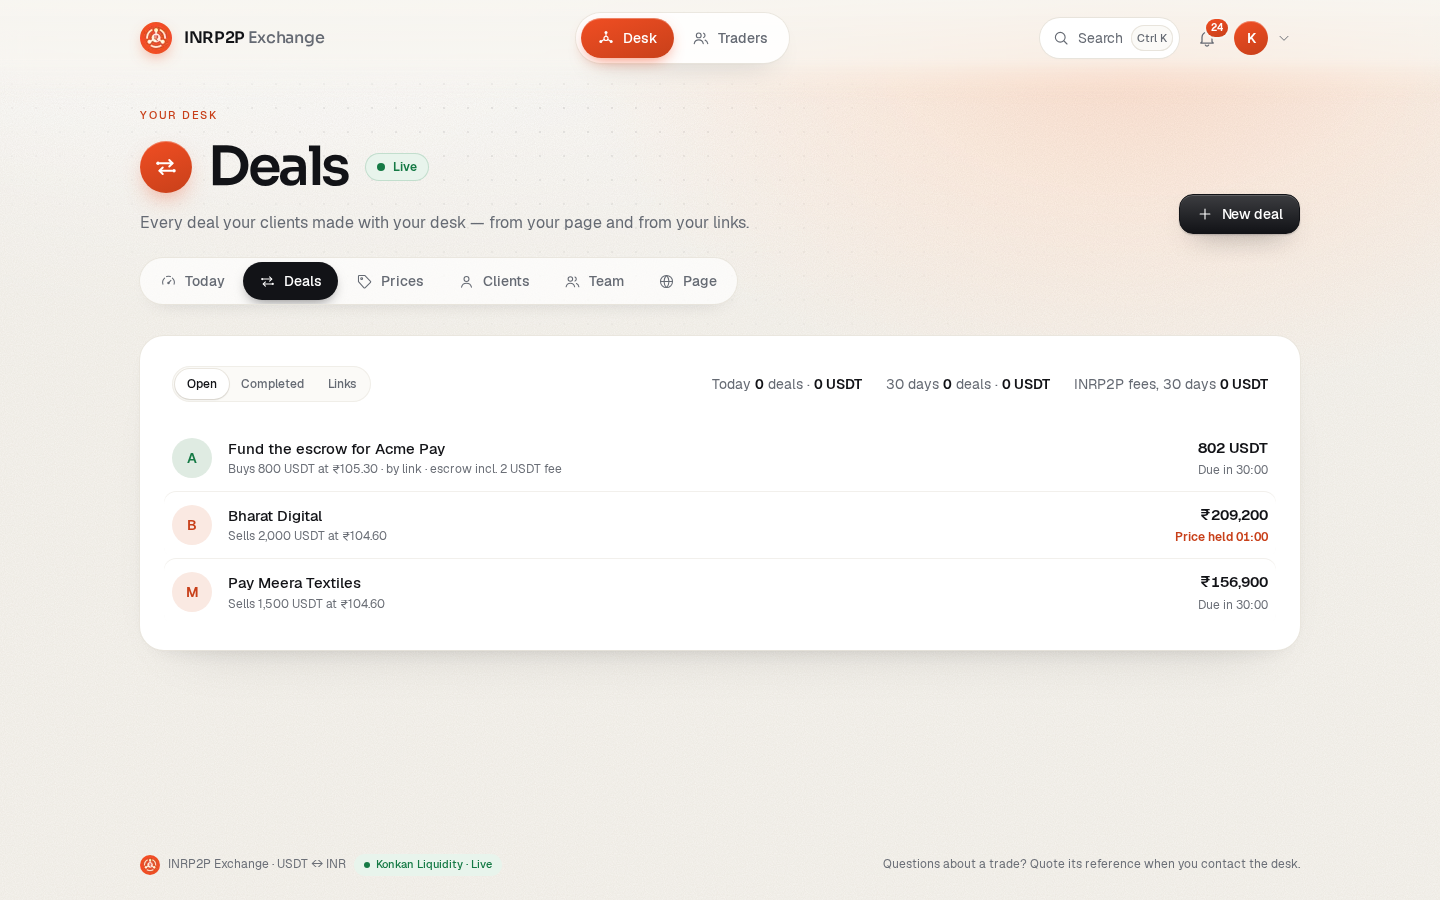 INRP2P Exchange
Desk
Traders
Search Ctrl K
24
K
YOUR DESK
Deals
Live
Every deal your clients made with your desk — from your page and from your links.
New deal
Today
Deals
Prices
Clients
Team
Page
Open
Completed
Links
Today 0 deals · 0 USDT
30 days 0 deals · 0 USDT
INRP2P fees, 30 days 0 USDT
A
Fund the escrow for Acme Pay
802 USDT
Buys 800 USDT at ₹105.30 · by link · escrow incl. 2 USDT fee
Due in 30:00
B
Bharat Digital
₹209,200
Sells 2,000 USDT at ₹104.60
Price held 01:00
M
Pay Meera Textiles
₹156,900
Sells 1,500 USDT at ₹104.60
Due in 30:00
INRP2P Exchange · USDT ↔ INR
Konkan Liquidity · Live
Questions about a trade? Quote its reference when you contact the desk.